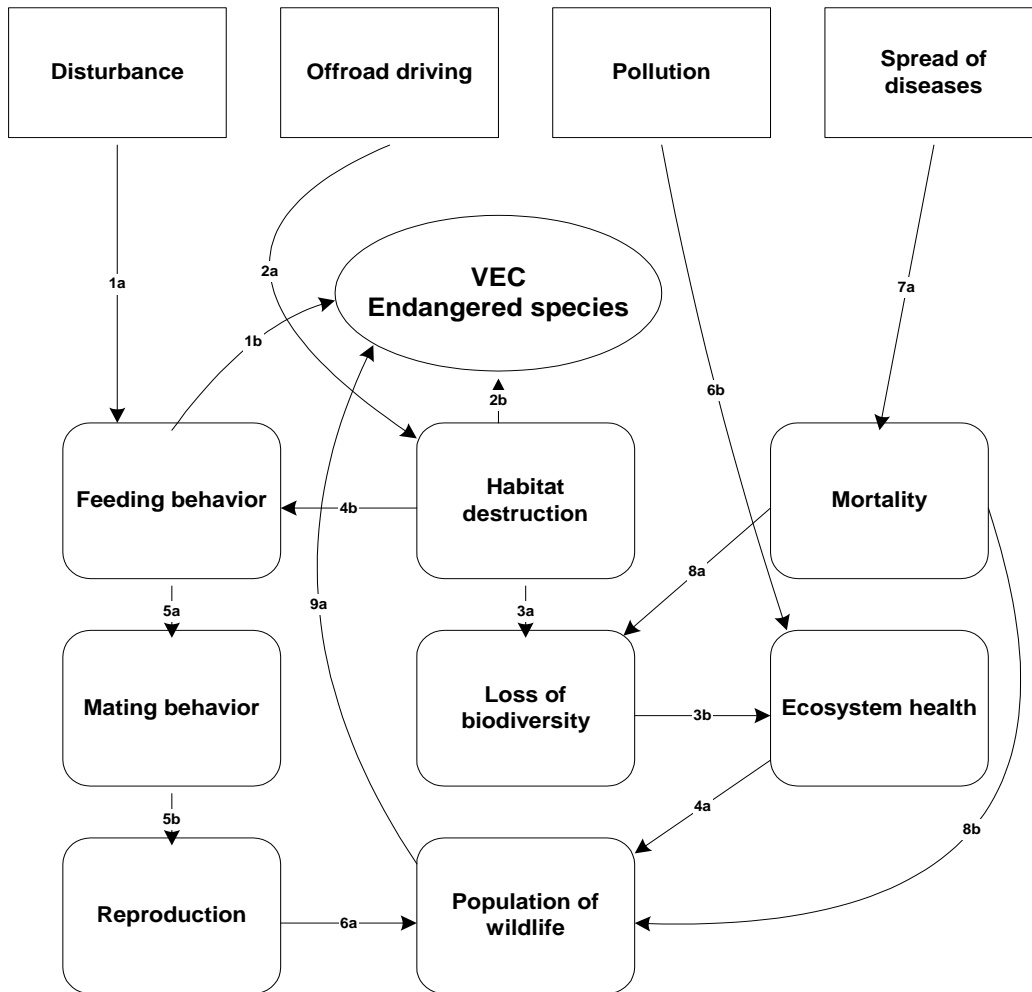 Disturbance
Offroad driving
Pollution
Spread of
diseases
1a
2a
7a
VEC
Endangered species
1b
6b
2b
Feeding behavior
4b
Habitat
destruction
Mortality
8a
5a
9a
3a
Mating behavior
Loss of
biodiversity
3b
Ecosystem health
4a
5b
8b
Reproduction
6a
Population of
wildlife